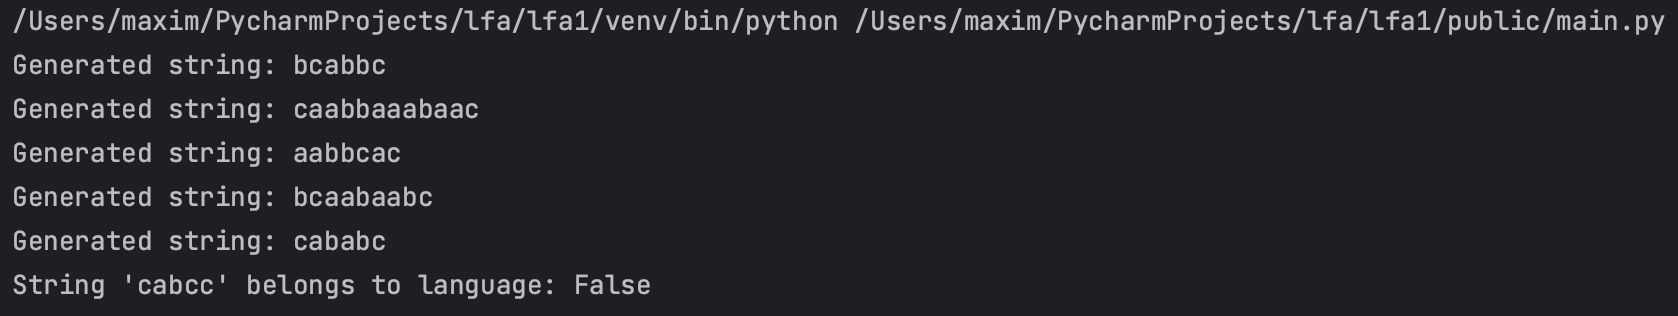 /Users/maxim/PycharmProjects/lfa/lfa1/venv/bin/python /Users/maxim/PycharmProjects/lfa/lfa1/public/main.py
Generated string: bcabbc
Generated string: caabbaaabaac
Generated string: aabbcac
Generated string: bcaabaabc
Generated string: cababc
String 'cabcc' belongs to language: False